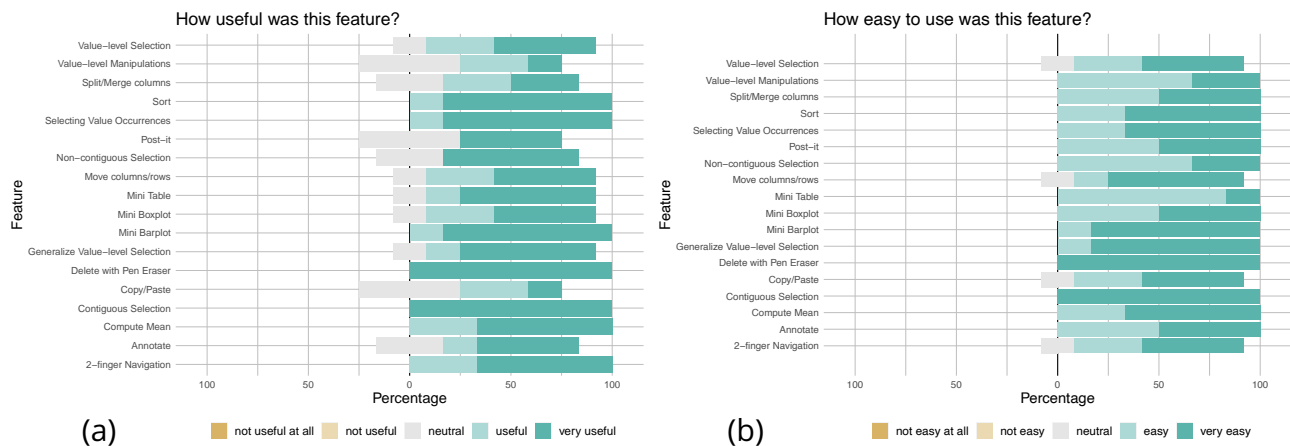 How useful was this feature?
Value-level Selection
Value-level Manipulations
Split/Merge columns
Sort
Selecting Value Occurrences
Post-it
Non-contiguous Selection
Move columns/rows
Mini Table
Mini Boxplot
Mini Barplot
Generalize Value-level Selection
Delete with Pen Eraser
Copy/Paste
Contiguous Selection
Compute Mean
Annotate
2-finger Navigation
Feature
100 50 0 50 100
Percentage
(a) not useful at all not useful neutral useful very useful
How easy to use was this feature?
Value-level Selection
Value-level Manipulations
Split/Merge columns
Sort
Selecting Value Occurrences
Post-it
Non-contiguous Selection
Move columns/rows
Mini Table
Mini Boxplot
Mini Barplot
Generalize Value-level Selection
Delete with Pen Eraser
Copy/Paste
Contiguous Selection
Compute Mean
Annotate
2-finger Navigation
Feature
100 50 0 50 100
Percentage
(b) not easy at all not easy neutral easy very easy